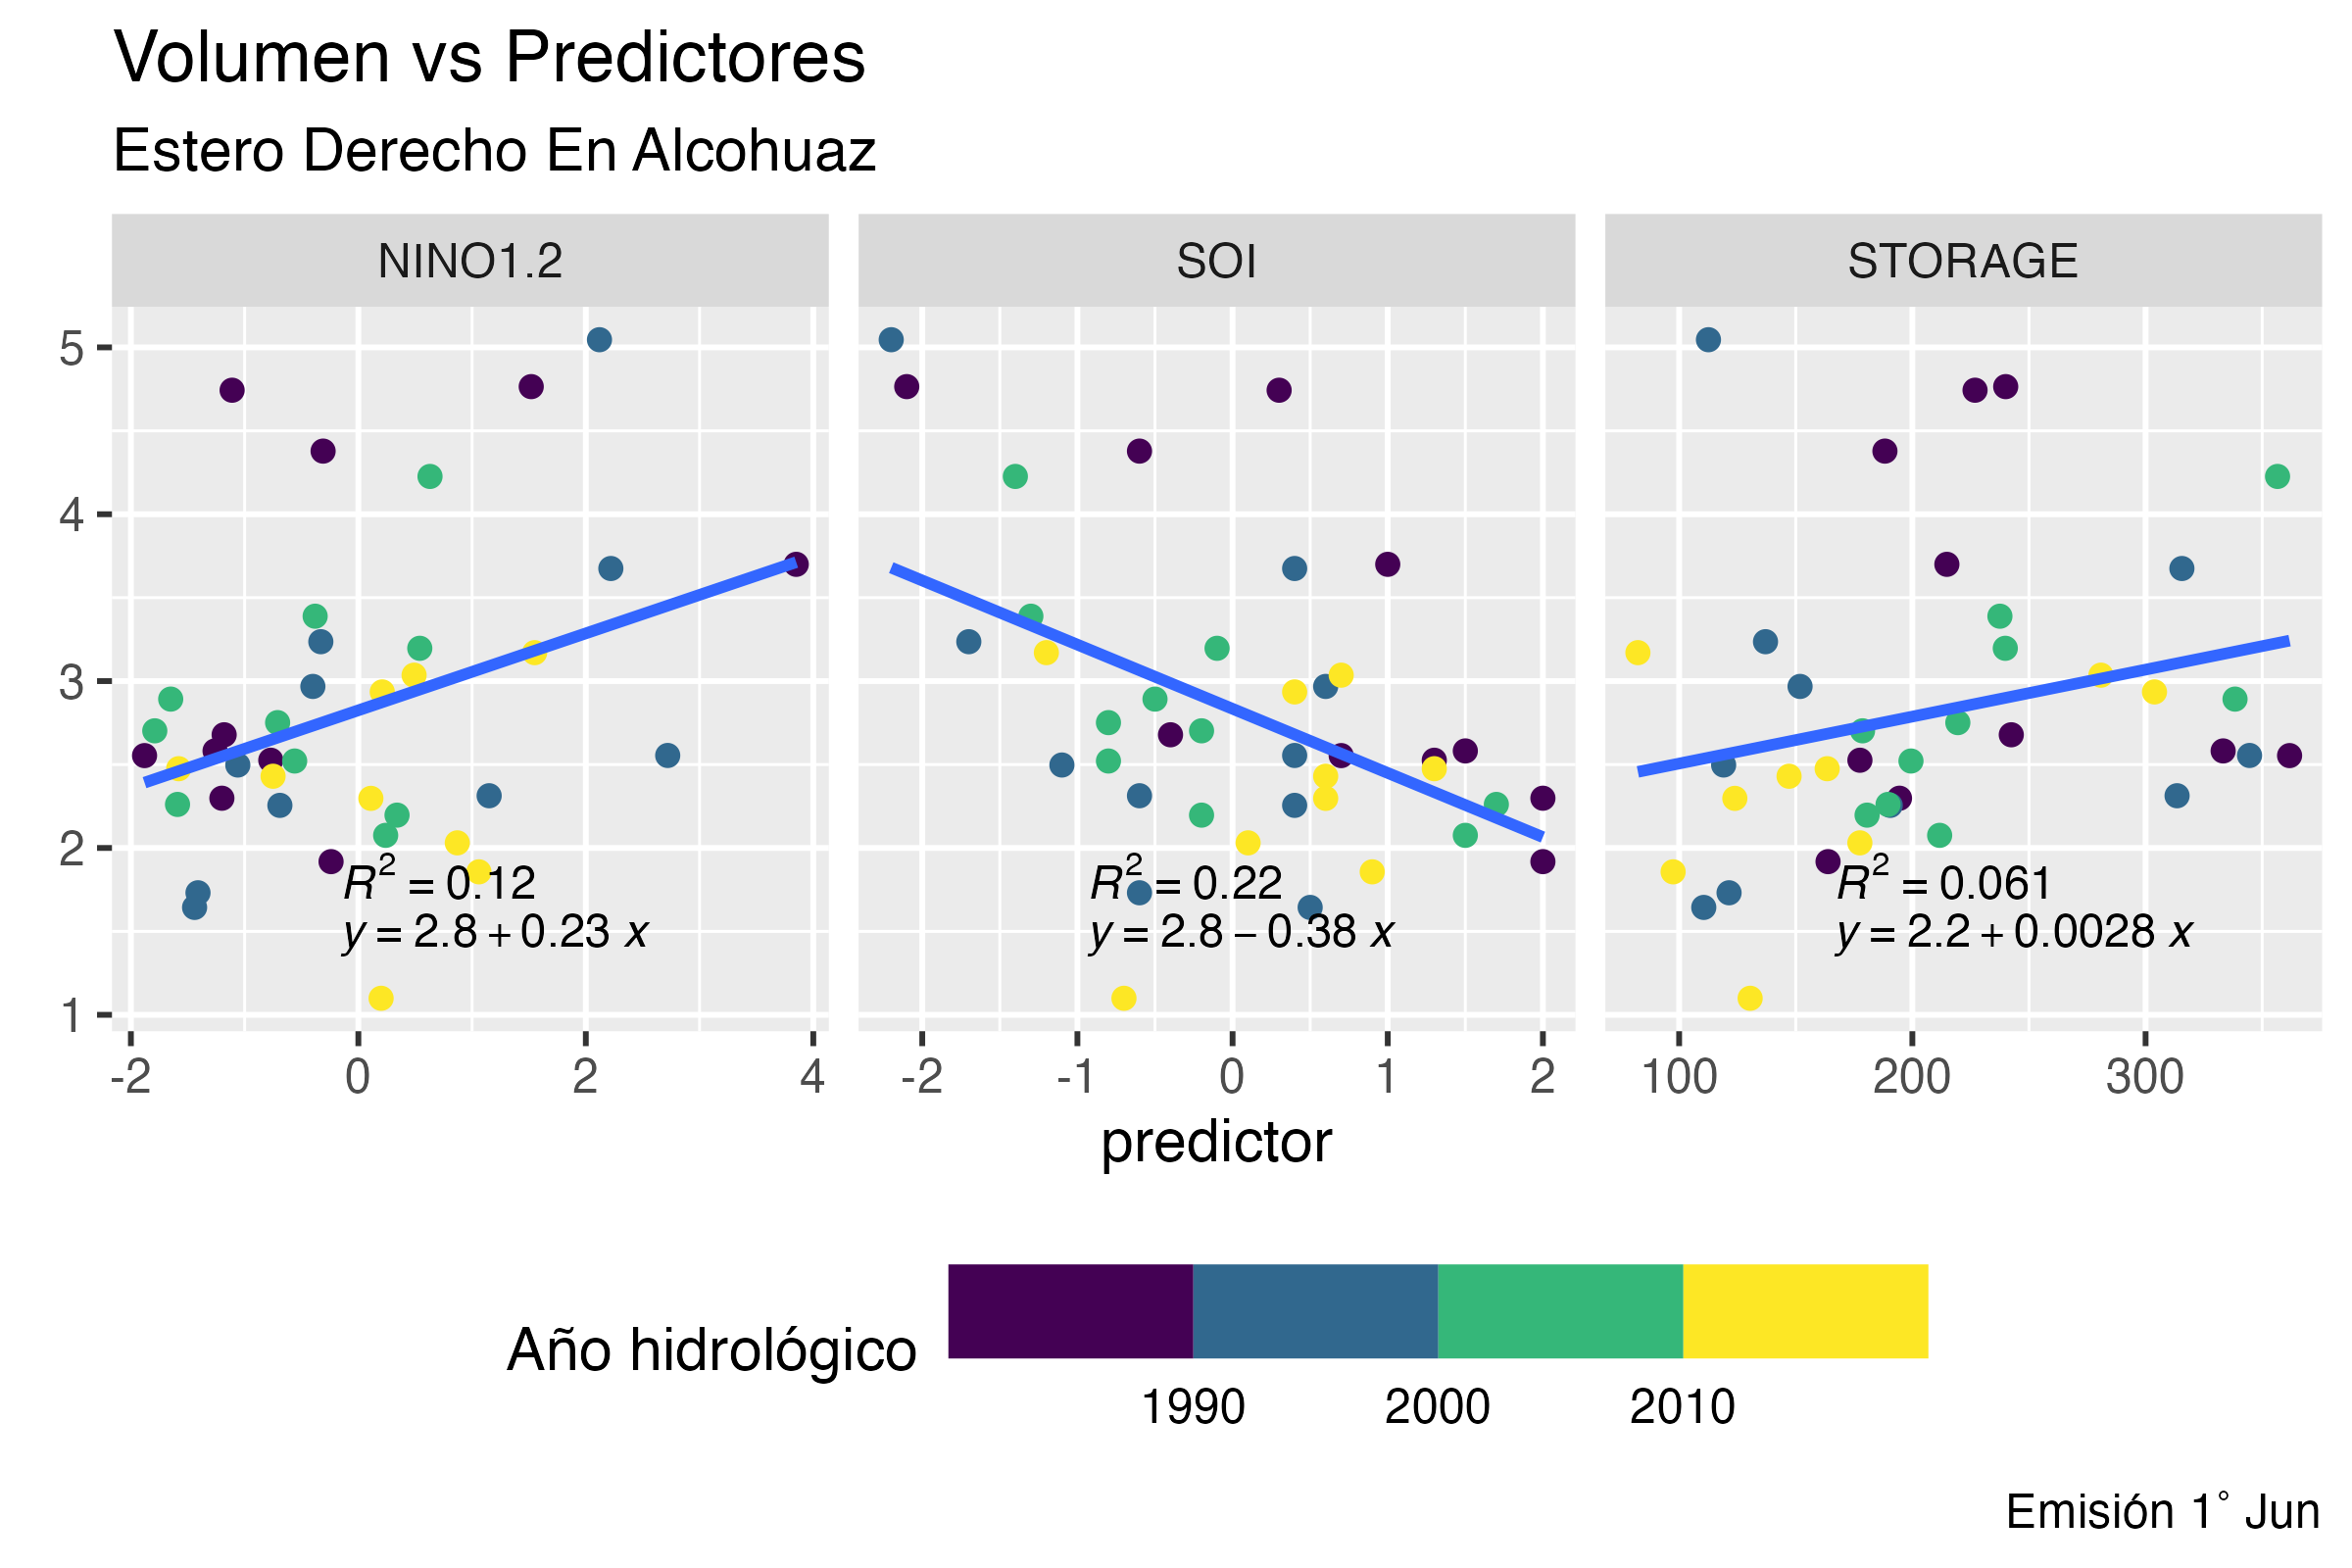 Volumen vs Predictores
Estero Derecho En Alcohuaz
NINO1.2 SOI STORAGE
5
4
3
2
1
R² = 0.12
y = 2.8 + 0.23 x
R² = 0.22
y = 2.8 − 0.38 x
R² = 0.061
y = 2.2 + 0.0028 x
-2 0 2 4 -2 -1 0 1 2 100 200 300
predictor
Año hidrológico
1990 2000 2010
Emisión 1˚ Jun